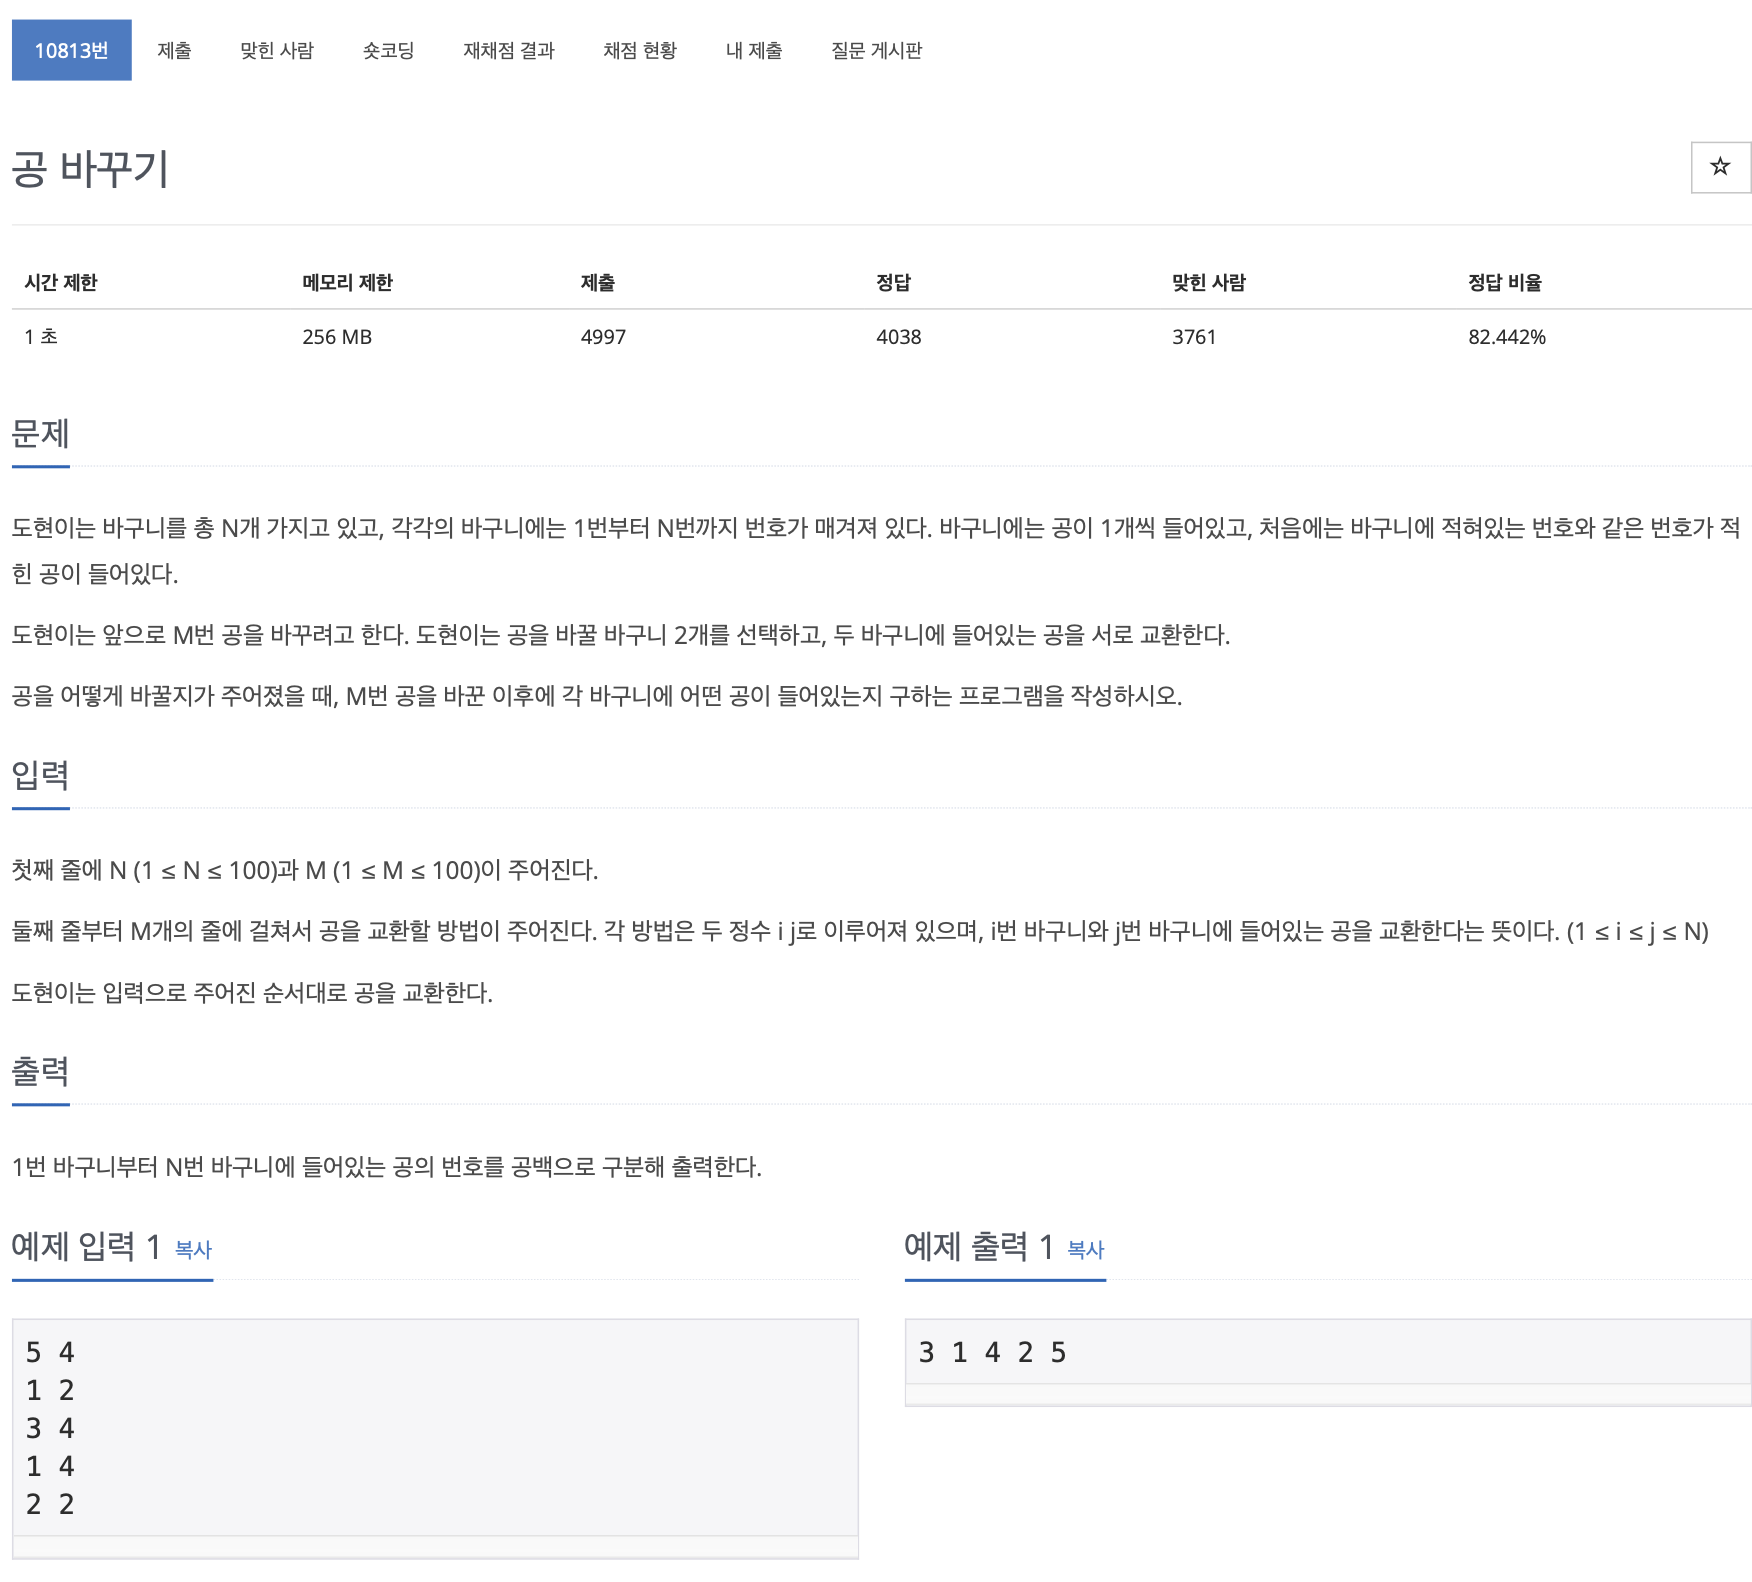 10813번 제출 맞힌 사람 숏코딩 재채점 결과 채점 현황 내 제출 질문 게시판
공 바꾸기
시간 제한 메모리 제한 제출 정답 맞힌 사람 정답 비율
1 초 256 MB 4997 4038 3761 82.442%
문제
도현이는 바구니를 총 N개 가지고 있고, 각각의 바구니에는 1번부터 N번까지 번호가 매겨져 있다. 바구니에는 공이 1개씩 들어있고, 처음에는 바구니에 적혀있는 번호와 같은 번호가 적
힌 공이 들어있다.
도현이는 앞으로 M번 공을 바꾸려고 한다. 도현이는 공을 바꿀 바구니 2개를 선택하고, 두 바구니에 들어있는 공을 서로 교환한다.
공을 어떻게 바꿀지가 주어졌을 때, M번 공을 바꾼 이후에 각 바구니에 어떤 공이 들어있는지 구하는 프로그램을 작성하시오.
입력
첫째 줄에 N (1 ≤ N ≤ 100)과 M (1 ≤ M ≤ 100)이 주어진다.
둘째 줄부터 M개의 줄에 걸쳐서 공을 교환할 방법이 주어진다. 각 방법은 두 정수 i j로 이루어져 있으며, i번 바구니와 j번 바구니에 들어있는 공을 교환한다는 뜻이다. (1 ≤ i ≤ j ≤ N)
도현이는 입력으로 주어진 순서대로 공을 교환한다.
출력
1번 바구니부터 N번 바구니에 들어있는 공의 번호를 공백으로 구분해 출력한다.
예제 입력 1 복사
5 4
1 2
3 4
1 4
2 2
예제 출력 1 복사
3 1 4 2 5